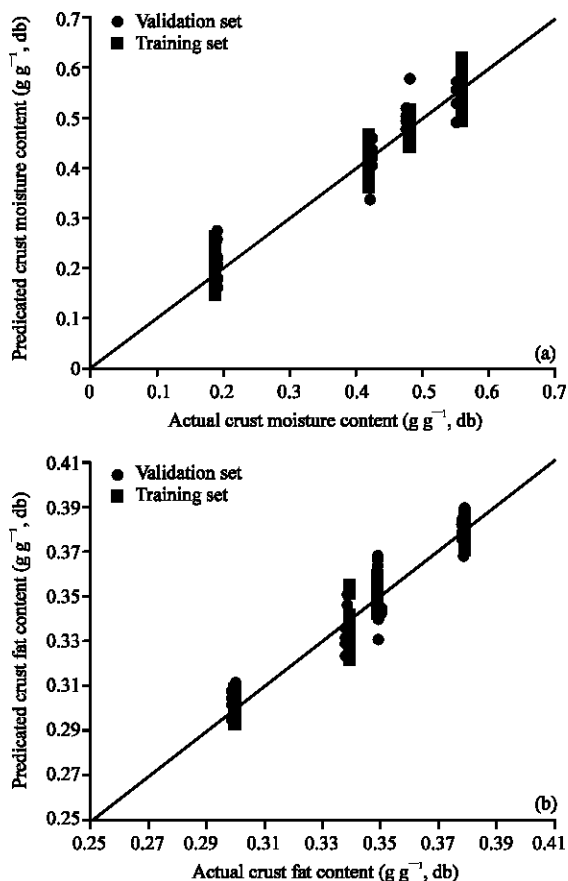 Predicated crust moisture content (g g⁻¹, db)
0.7
0.6
0.5
0.4
0.3
0.2
0.1
0
Validation set
Training set
(a)
0 0.1 0.2 0.3 0.4 0.5 0.6 0.7
Actual crust moisture content (g g⁻¹, db)
Predicated crust fat content (g g⁻¹, db)
0.41
0.39
0.37
0.35
0.33
0.31
0.29
0.27
0.25
Validation set
Training set
(b)
0.25 0.27 0.29 0.31 0.33 0.35 0.37 0.39 0.41
Actual crust fat content (g g⁻¹, db)